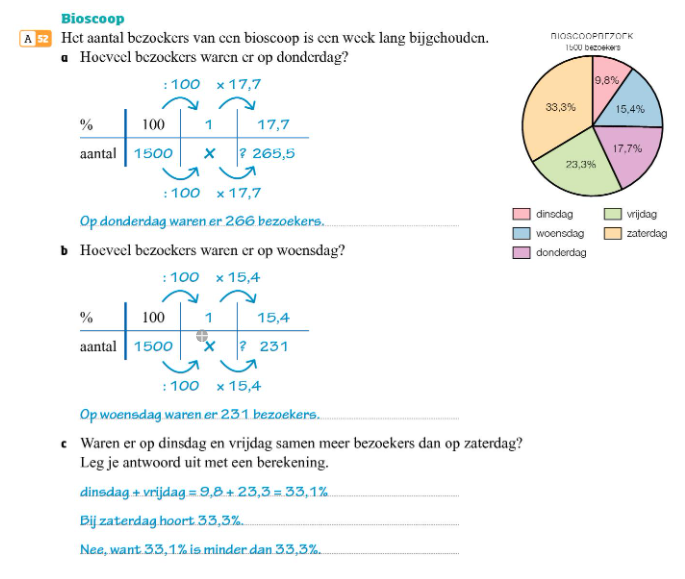 Bioscoop
A 52 Het aantal bezoekers van een bioscoop is een week lang bijgehouden.
a Hoeveel bezoekers waren er op donderdag?
: 100 x 17,7
% 100 1 17,7
aantal 1500 x ? 265,5
: 100 x 17,7
Op donderdag waren er 266 bezoekers.
b Hoeveel bezoekers waren er op woensdag?
: 100 x 15,4
% 100 1 15,4
aantal 1500 x ? 231
: 100 x 15,4
Op woensdag waren er 231 bezoekers.
c Waren er op dinsdag en vrijdag samen meer bezoekers dan op zaterdag?
Leg je antwoord uit met een berekening.
dinsdag + vrijdag = 9,8 + 23,3 = 33,1%
Bij zaterdag hoort 33,3%.
Nee, want 33,1% is minder dan 33,3%.
BIOSCOOPBEZOEK
1500 bezoekers
9,8%
33,3%
15,4%
17,7%
23,3%
dinsdag vrijdag
woensdag zaterdag
donderdag